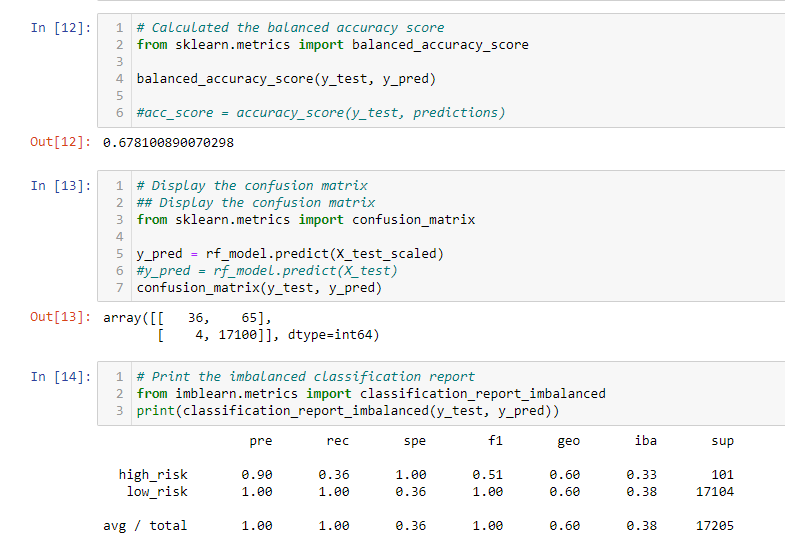 In [12]:
1 # Calculated the balanced accuracy score
2 from sklearn.metrics import balanced_accuracy_score
3
4 balanced_accuracy_score(y_test, y_pred)
5
6 #acc_score = accuracy_score(y_test, predictions)
Out[12]: 0.678100890070298
In [13]:
1 # Display the confusion matrix
2 ## Display the confusion matrix
3 from sklearn.metrics import confusion_matrix
4
5 y_pred = rf_model.predict(X_test_scaled)
6 #y_pred = rf_model.predict(X_test)
7 confusion_matrix(y_test, y_pred)
Out[13]: array([[   36,    65],
       [    4, 17100]], dtype=int64)
In [14]:
1 # Print the imbalanced classification report
2 from imblearn.metrics import classification_report_imbalanced
3 print(classification_report_imbalanced(y_test, y_pred))
pre rec spe f1 geo iba sup
high_risk 0.90 0.36 1.00 0.51 0.60 0.33 101
low_risk 1.00 1.00 0.36 1.00 0.60 0.38 17104
avg / total 1.00 1.00 0.36 1.00 0.60 0.38 17205